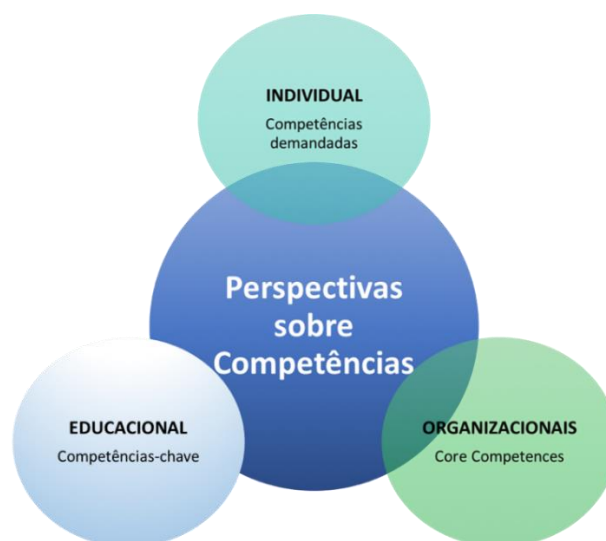 INDIVIDUAL
Competências
demandadas
Perspectivas
sobre
Competências
EDUCACIONAL
Competências-chave
ORGANIZACIONAIS
Core Competences